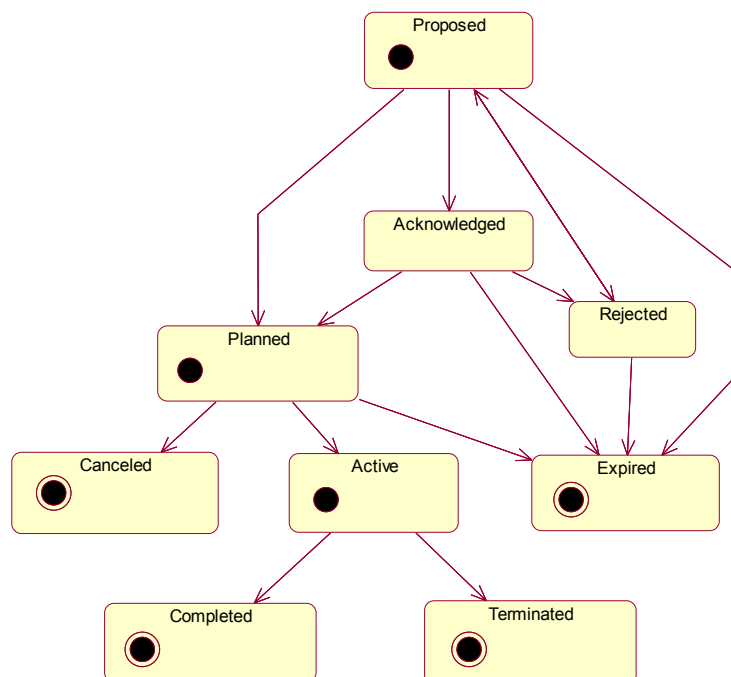 Proposed
Acknowledged
Rejected
Planned
Canceled
Active
Expired
Completed
Terminated